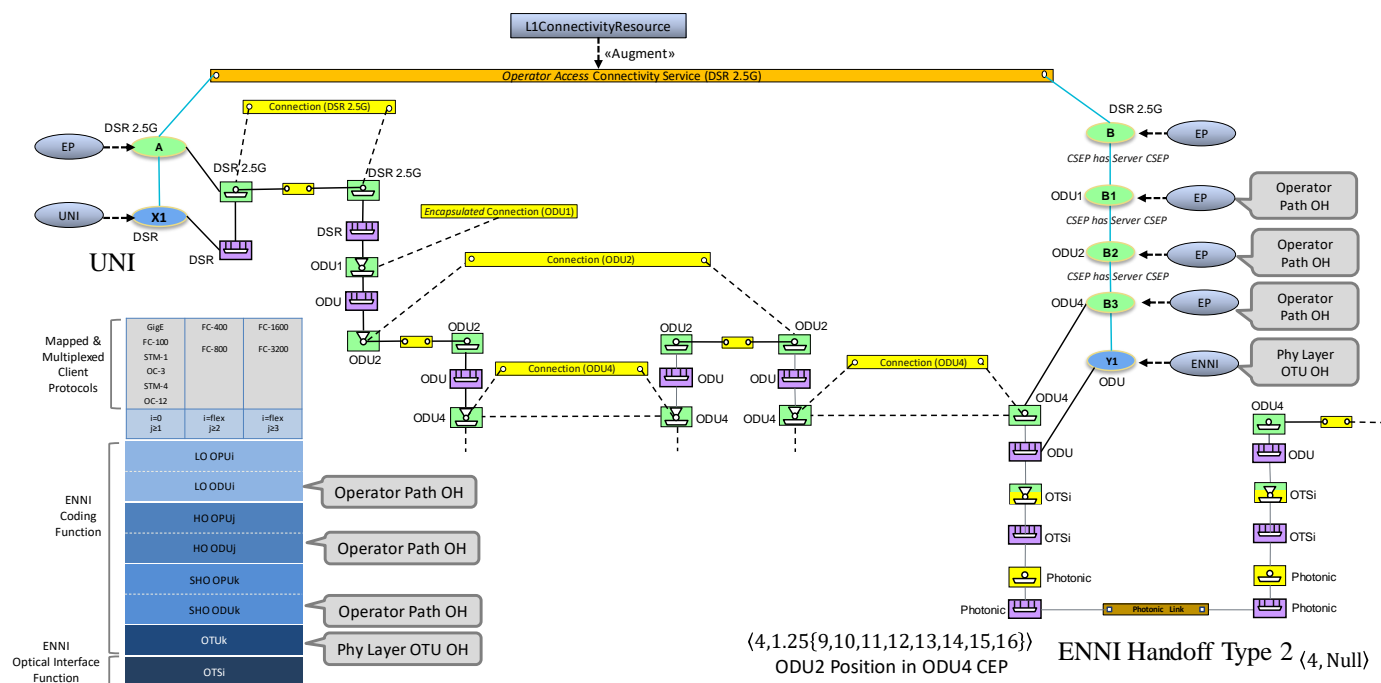 L1ConnectivityResource
«Augment»
Operator Access Connectivity Service (DSR 2.5G)
Connection (DSR 2.5G)
DSR 2.5G
EP
A
DSR 2.5G
DSR 2.5G
UNI
X1
DSR
DSR
UNI
DSR
Encapsulated Connection (ODU1)
ODU1
ODU
ODU2
Connection (ODU2)
ODU2
ODU
ODU4
Connection (ODU4)
ODU2
ODU
ODU4
ODU2
ODU
ODU4
Connection (ODU4)
DSR 2.5G
B
EP
CSEP has Server CSEP
ODU1
B1
EP
Operator
Path OH
CSEP has Server CSEP
ODU2
B2
EP
Operator
Path OH
CSEP has Server CSEP
ODU4
B3
EP
Operator
Path OH
Y1
ODU
ENNI
Phy Layer
OTU OH
ODU4
ODU
OTSi
OTSi
Photonic
Photonic
Photonic Link
ODU4
ODU
OTSi
OTSi
Photonic
Photonic
Mapped &
Multiplexed
Client
Protocols
GigE
FC-100
STM-1
OC-3
STM-4
OC-12
FC-400
FC-800
FC-1600
FC-3200
i=0
j≥1
i=flex
j≥2
i=flex
j≥3
ENNI
Coding
Function
LO OPUi
LO ODUi
Operator Path OH
HO OPUj
HO ODUj
Operator Path OH
SHO OPUk
SHO ODUk
Operator Path OH
OTUk
Phy Layer OTU OH
ENNI
Optical Interface
Function
OTSi
⟨4,1.25{9,10,11,12,13,14,15,16}⟩
ODU2 Position in ODU4 CEP
ENNI Handoff Type 2 ⟨4, Null⟩